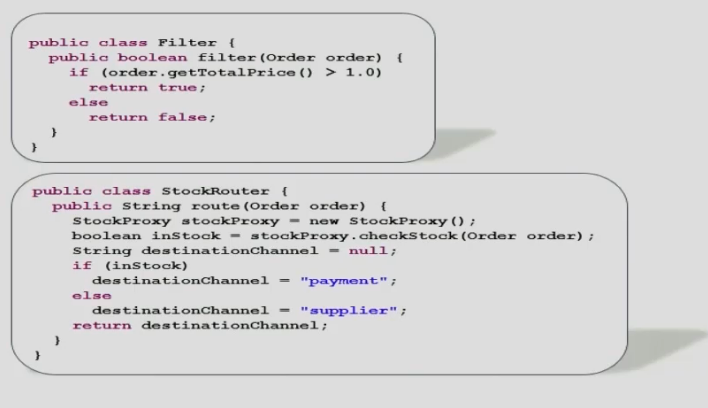 public class Filter {
public boolean filter(Order order) {
if (order.getTotalPrice() > 1.0)
return true;
else
return false;
}
}
public class StockRouter {
public String route(Order order) {
StockProxy stockProxy = new StockProxy();
boolean inStock = stockProxy.checkStock(Order order);
String destinationChannel = null;
if (inStock)
destinationChannel = "payment";
else
destinationChannel = "supplier";
return destinationChannel;
}
}